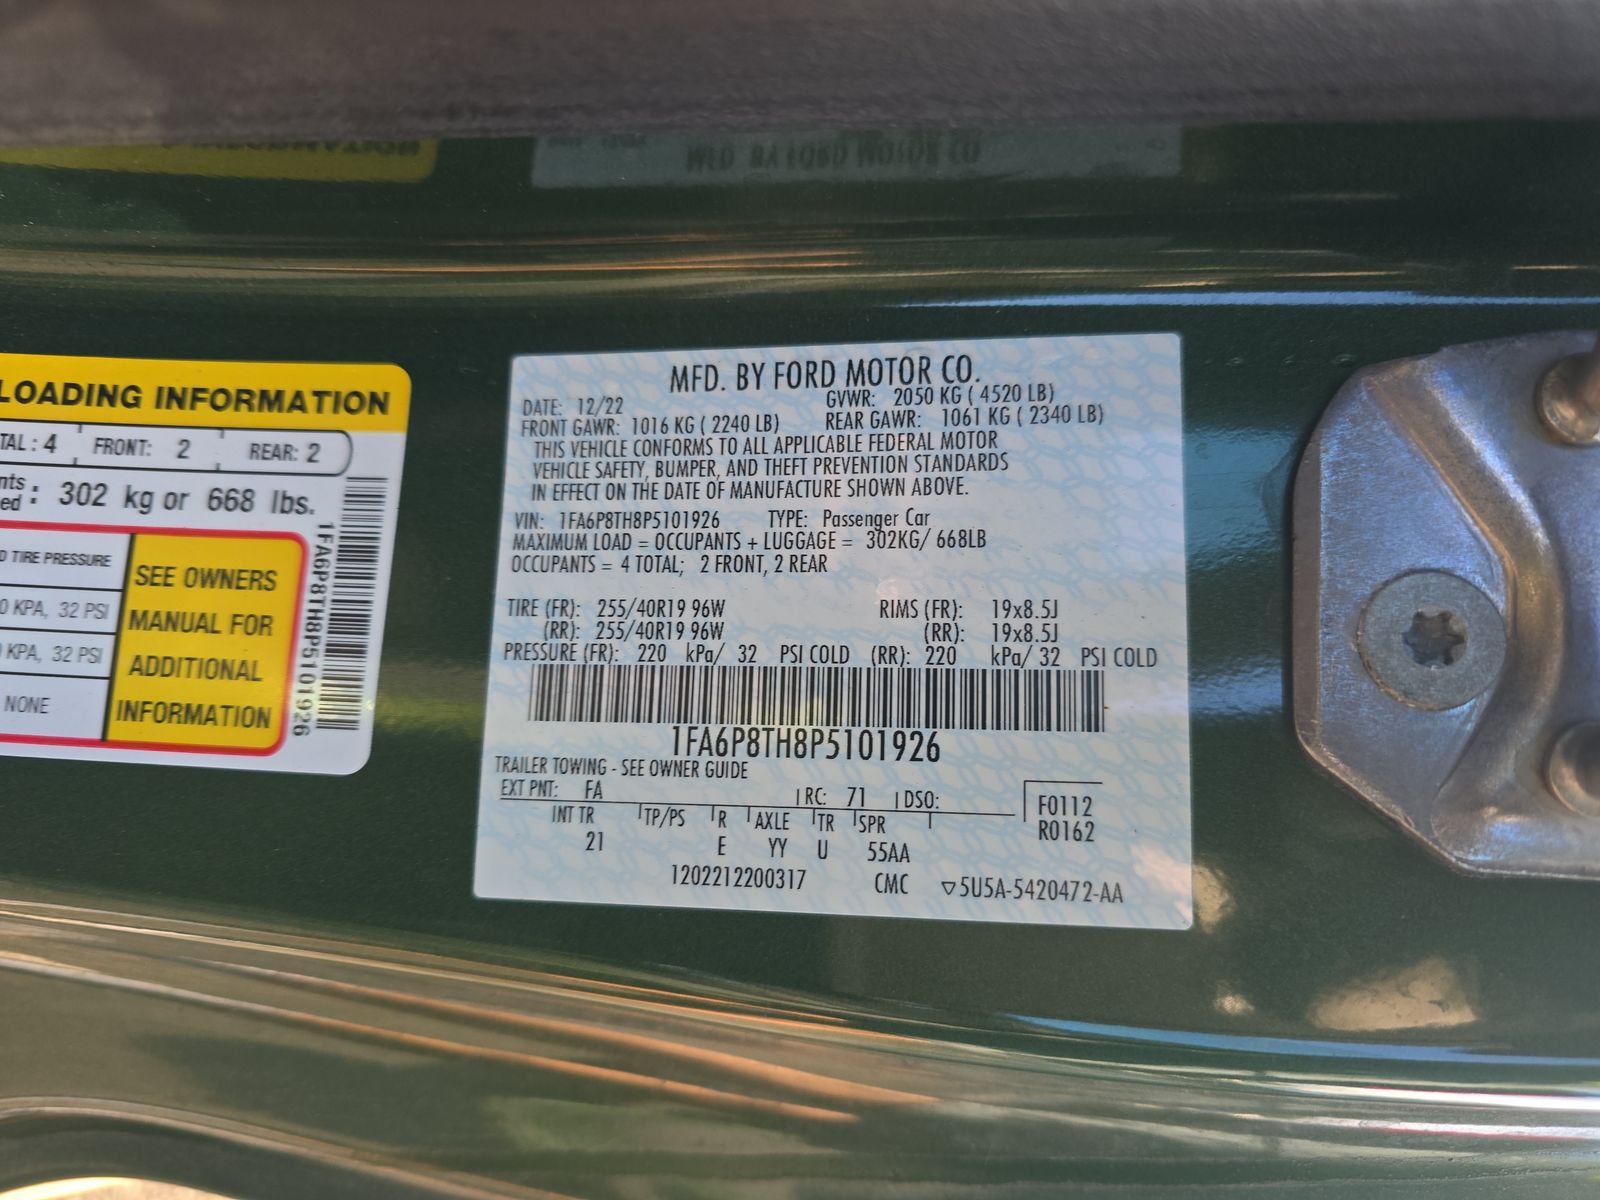 LOADING INFORMATION
TAL: 4 FRONT: 2 REAR: 2
nts
ed : 302 kg or 668 lbs.
D TIRE PRESSURE
0 KPA, 32 PSI
KPA, 32 PSI
NONE
SEE OWNERS
MANUAL FOR
ADDITIONAL
INFORMATION
1FA6P8TH8P5101926
MFD. BY FORD MOTOR CO.
DATE: 12/22 GVWR: 2050 KG ( 4520 LB)
FRONT GAWR: 1016 KG ( 2240 LB) REAR GAWR: 1061 KG ( 2340 LB)
THIS VEHICLE CONFORMS TO ALL APPLICABLE FEDERAL MOTOR
VEHICLE SAFETY, BUMPER, AND THEFT PREVENTION STANDARDS
IN EFFECT ON THE DATE OF MANUFACTURE SHOWN ABOVE.
VIN: 1FA6P8TH8P5101926 TYPE: Passenger Car
MAXIMUM LOAD = OCCUPANTS + LUGGAGE = 302KG/ 668LB
OCCUPANTS = 4 TOTAL; 2 FRONT, 2 REAR
TIRE (FR): 255/40R19 96W RIMS (FR): 19x8.5J
(RR): 255/40R19 96W (RR): 19x8.5J
PRESSURE (FR): 220 kPa/ 32 PSI COLD (RR): 220 kPa/ 32 PSI COLD
1FA6P8TH8P5101926
TRAILER TOWING - SEE OWNER GUIDE
EXT PNT: FA RC: 71 DSO: F0112
INT TR TP/PS R AXLE TR SPR R0162
21 E YY U 55AA
1202212200317 CMC ▽5U5A-5420472-AA